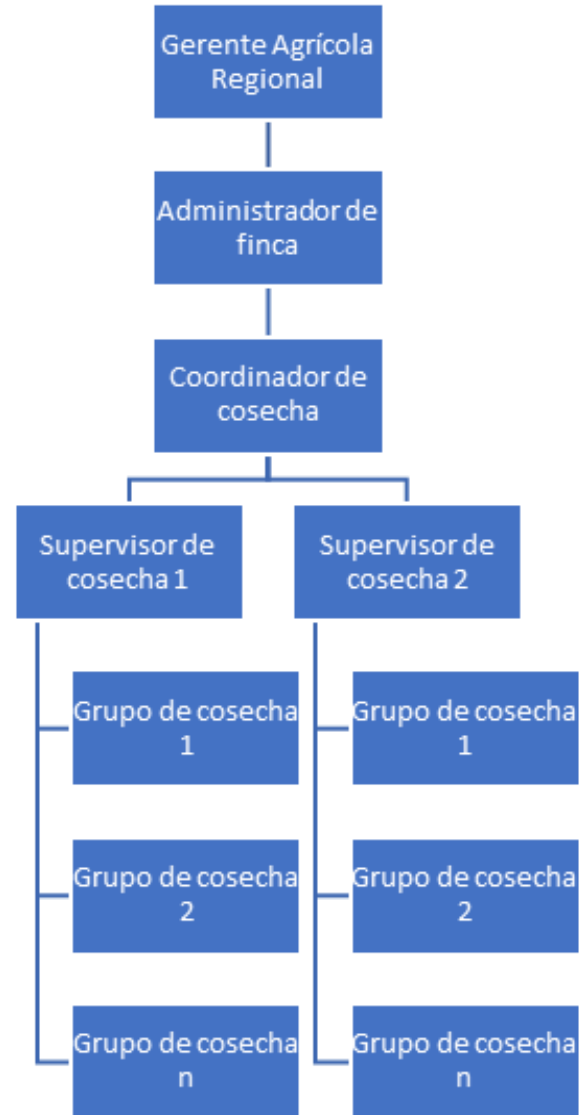 Gerente Agrícola
Regional
Administrador de
finca
Coordinador de
cosecha
Supervisor de
cosecha 1
Supervisor de
cosecha 2
Grupo de cosecha
1
Grupo de cosecha
2
Grupo de cosecha
n
Grupo de cosecha
1
Grupo de cosecha
2
Grupo de cosecha
n